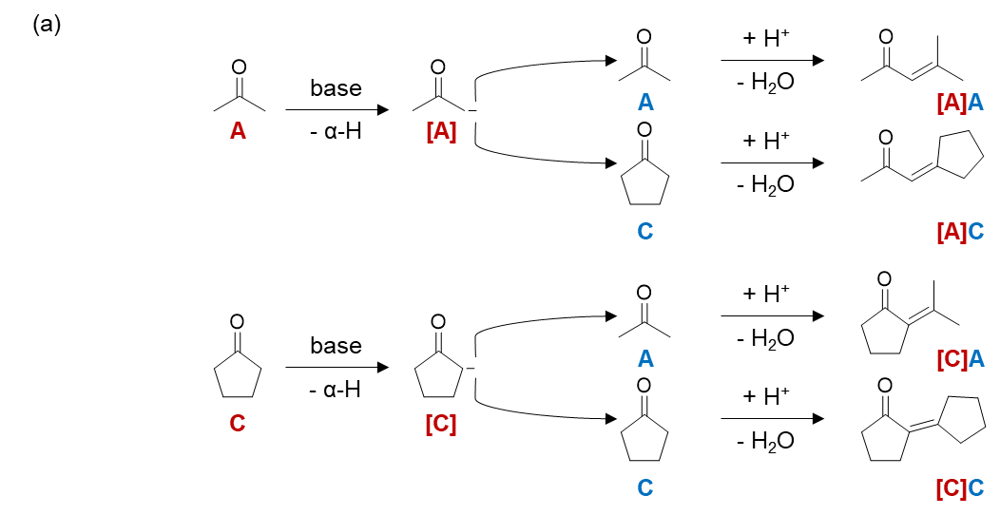 (a)
O
A
base
- α-H
O
[A]
O
A
+ H⁺
- H₂O
O
[A]A
O
C
+ H⁺
- H₂O
O
[A]C
O
C
base
- α-H
O
[C]
O
A
+ H⁺
- H₂O
O
[C]A
O
C
+ H⁺
- H₂O
O
[C]C